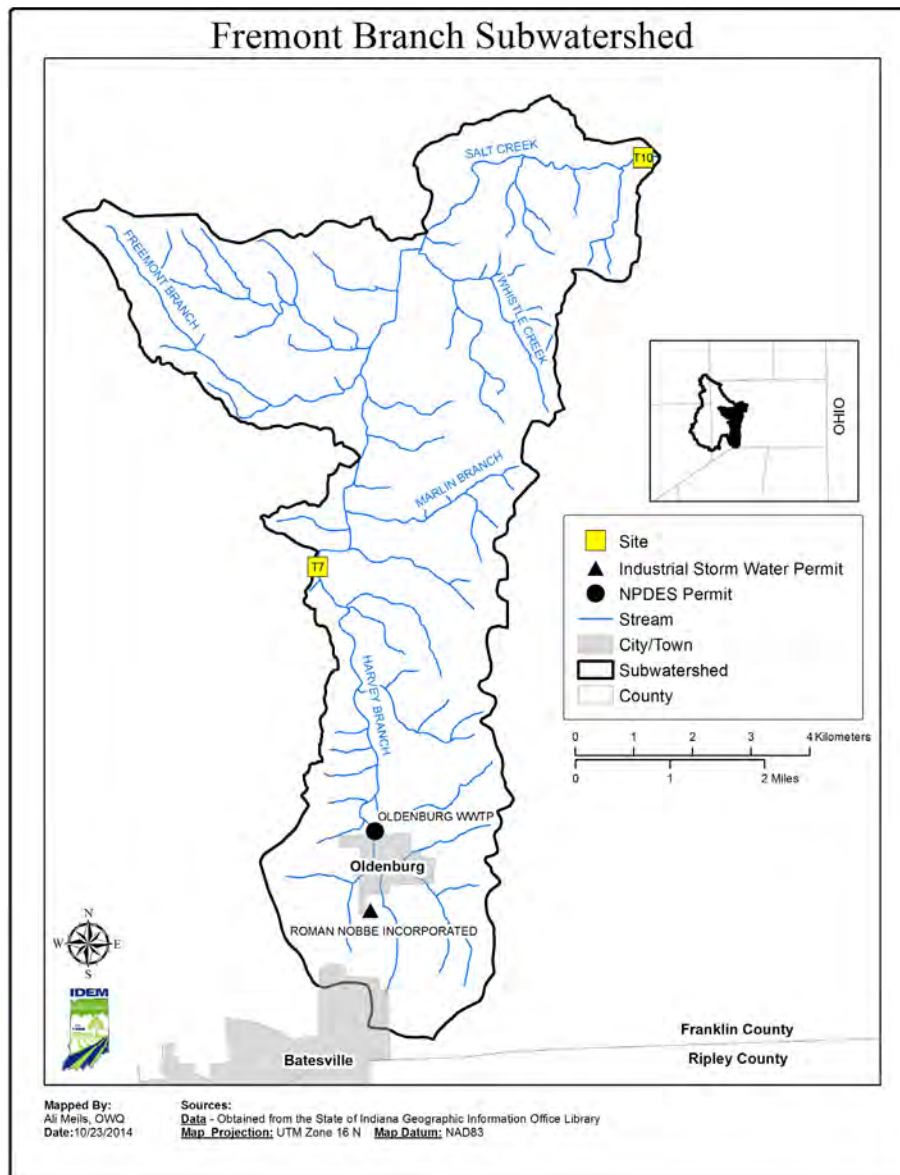 Fremont Branch Subwatershed
SALT CREEK
T10
FREEMONT BRANCH
WHISTLE CREEK
OHIO
MARLIN BRANCH
T7
Site
Industrial Storm Water Permit
NPDES Permit
Stream
City/Town
Subwatershed
County
0 1 2 3 4 Kilometers
0 1 2 Miles
HARVEY BRANCH
OLDENBURG WWTP
Oldenburg
ROMAN NOBBE INCORPORATED
N
W E
S
IDEM
Franklin County
Batesville
Ripley County
Mapped By:
Ali Meils, OWQ
Date:10/23/2014
Sources:
Data - Obtained from the State of Indiana Geographic Information Office Library
Map Projection: UTM Zone 16 N Map Datum: NAD83